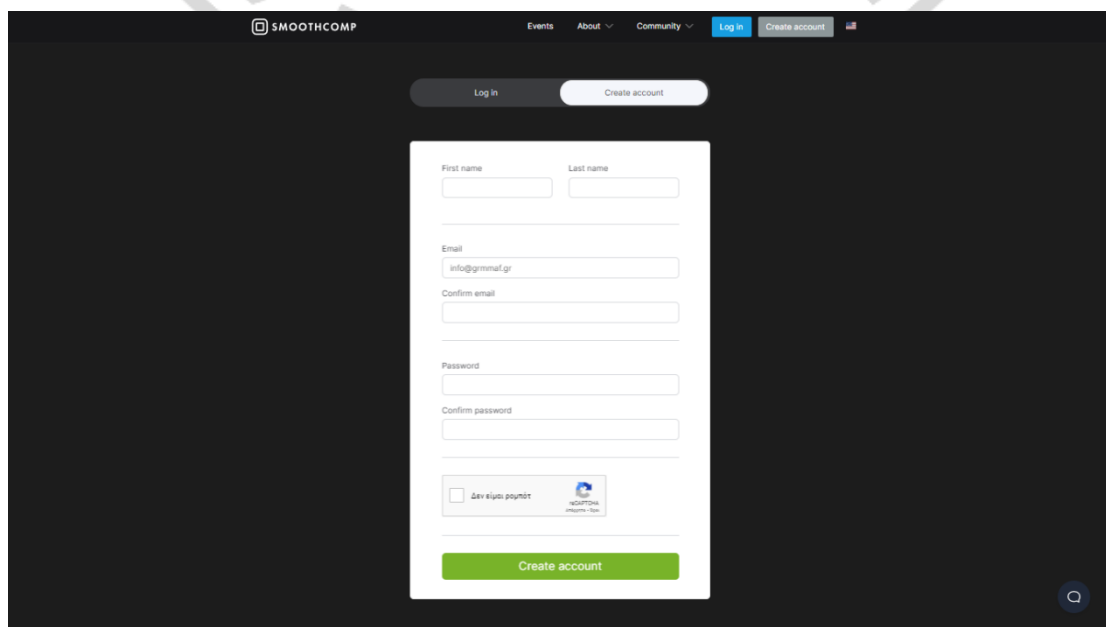 SMOOTHCOMP Events About Community Log in Create account
Log in Create account
First name Last name
Email
info@grmmaf.gr
Confirm email
Password
Confirm password
Δεν είμαι ρομπότ
reCAPTCHA
Create account